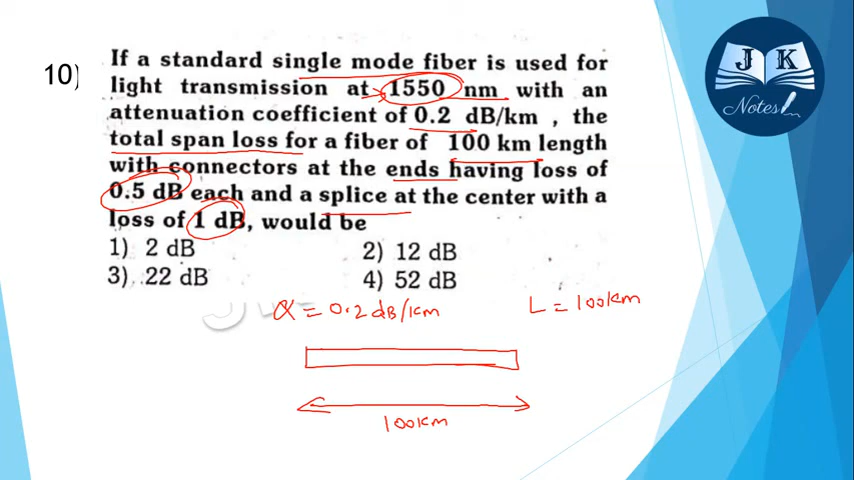 If a standard single mode fiber is used for
10) light transmission at 1550 nm with an
attenuation coefficient of 0.2 dB/km , the
total span loss for a fiber of 100 km length
with connectors at the ends having loss of
0.5 dB each and a splice at the center with a
loss of 1 dB, would be
1) 2 dB 2) 12 dB
3) 22 dB 4) 52 dB
α = 0.2 dB/km L = 100km
100km
J K
Notes